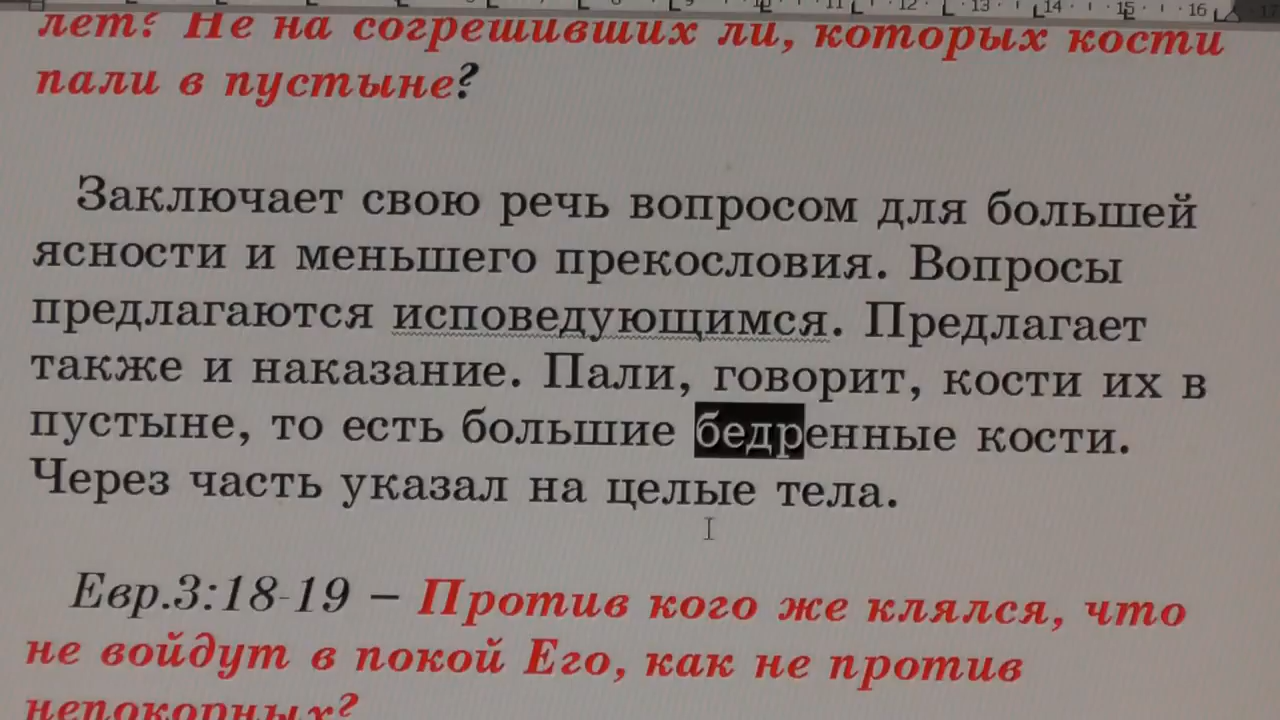 лет? Не на согрешивших ли, которых кости
пали в пустыне?
Заключает свою речь вопросом для большей
ясности и меньшего прекословия. Вопросы
предлагаются исповедующимся. Предлагает
также и наказание. Пали, говорит, кости их в
пустыне, то есть большие бедренные кости.
Через часть указал на целые тела.
Евр.3:18-19 – Против кого же клялся, что
не войдут в покой Его, как не против
непокорных?